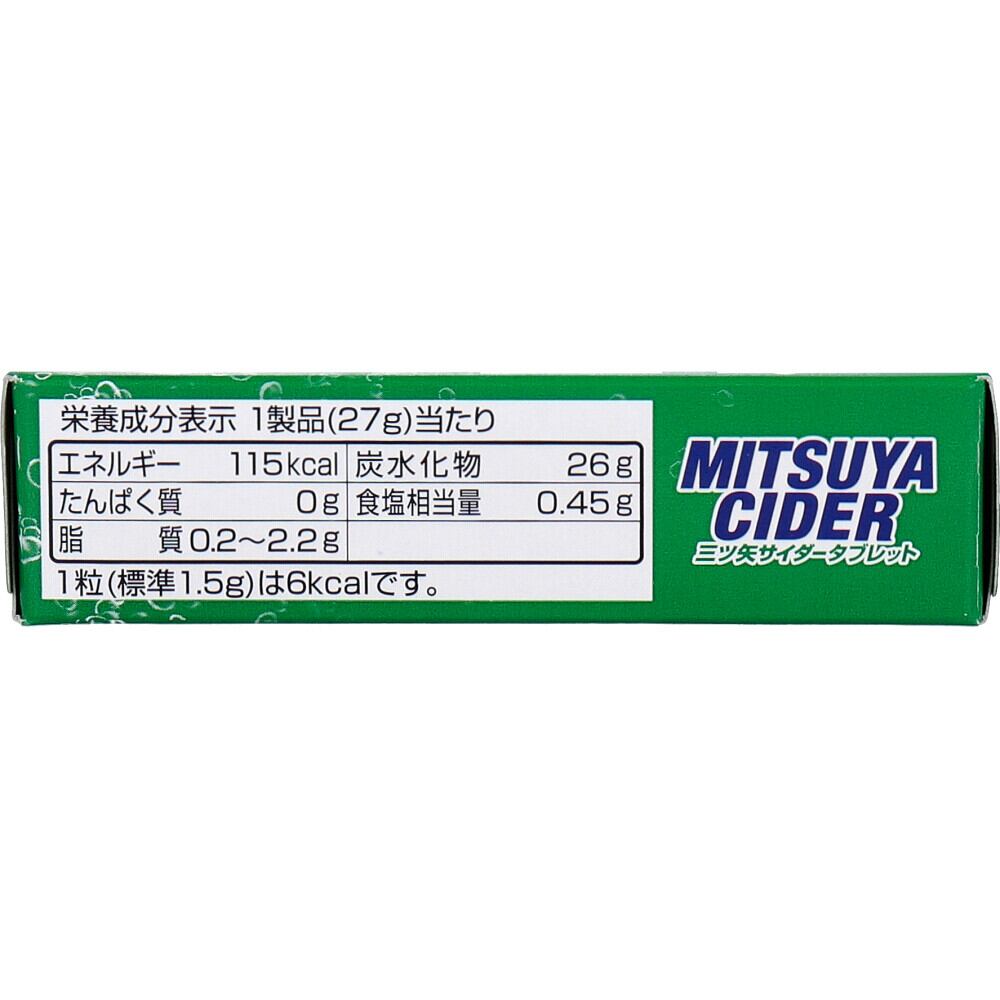 栄養成分表示 1製品(27g)当たり
エネルギー 115kcal 炭水化物 26g
たんぱく質 0g 食塩相当量 0.45g
脂 質 0.2〜2.2g
1粒(標準1.5g)は6kcalです。
MITSUYA
CIDER
三ツ矢サイダータブレット